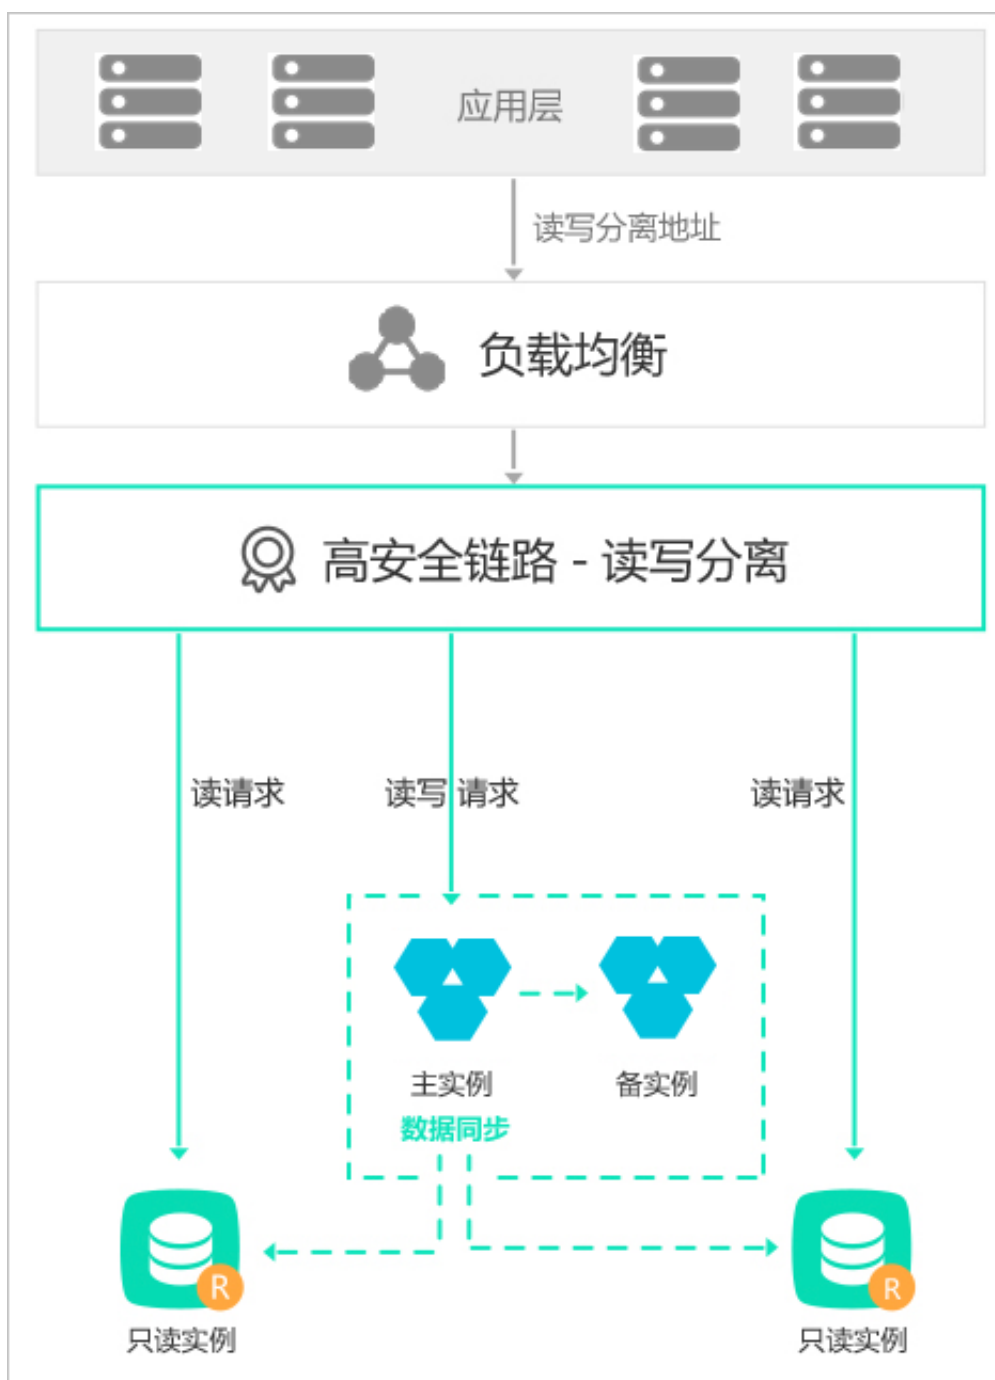 应用层
读写分离地址
负载均衡
高安全链路 - 读写分离
读请求
读写 请求
读请求
主实例
备实例
数据同步
R
R
只读实例
只读实例